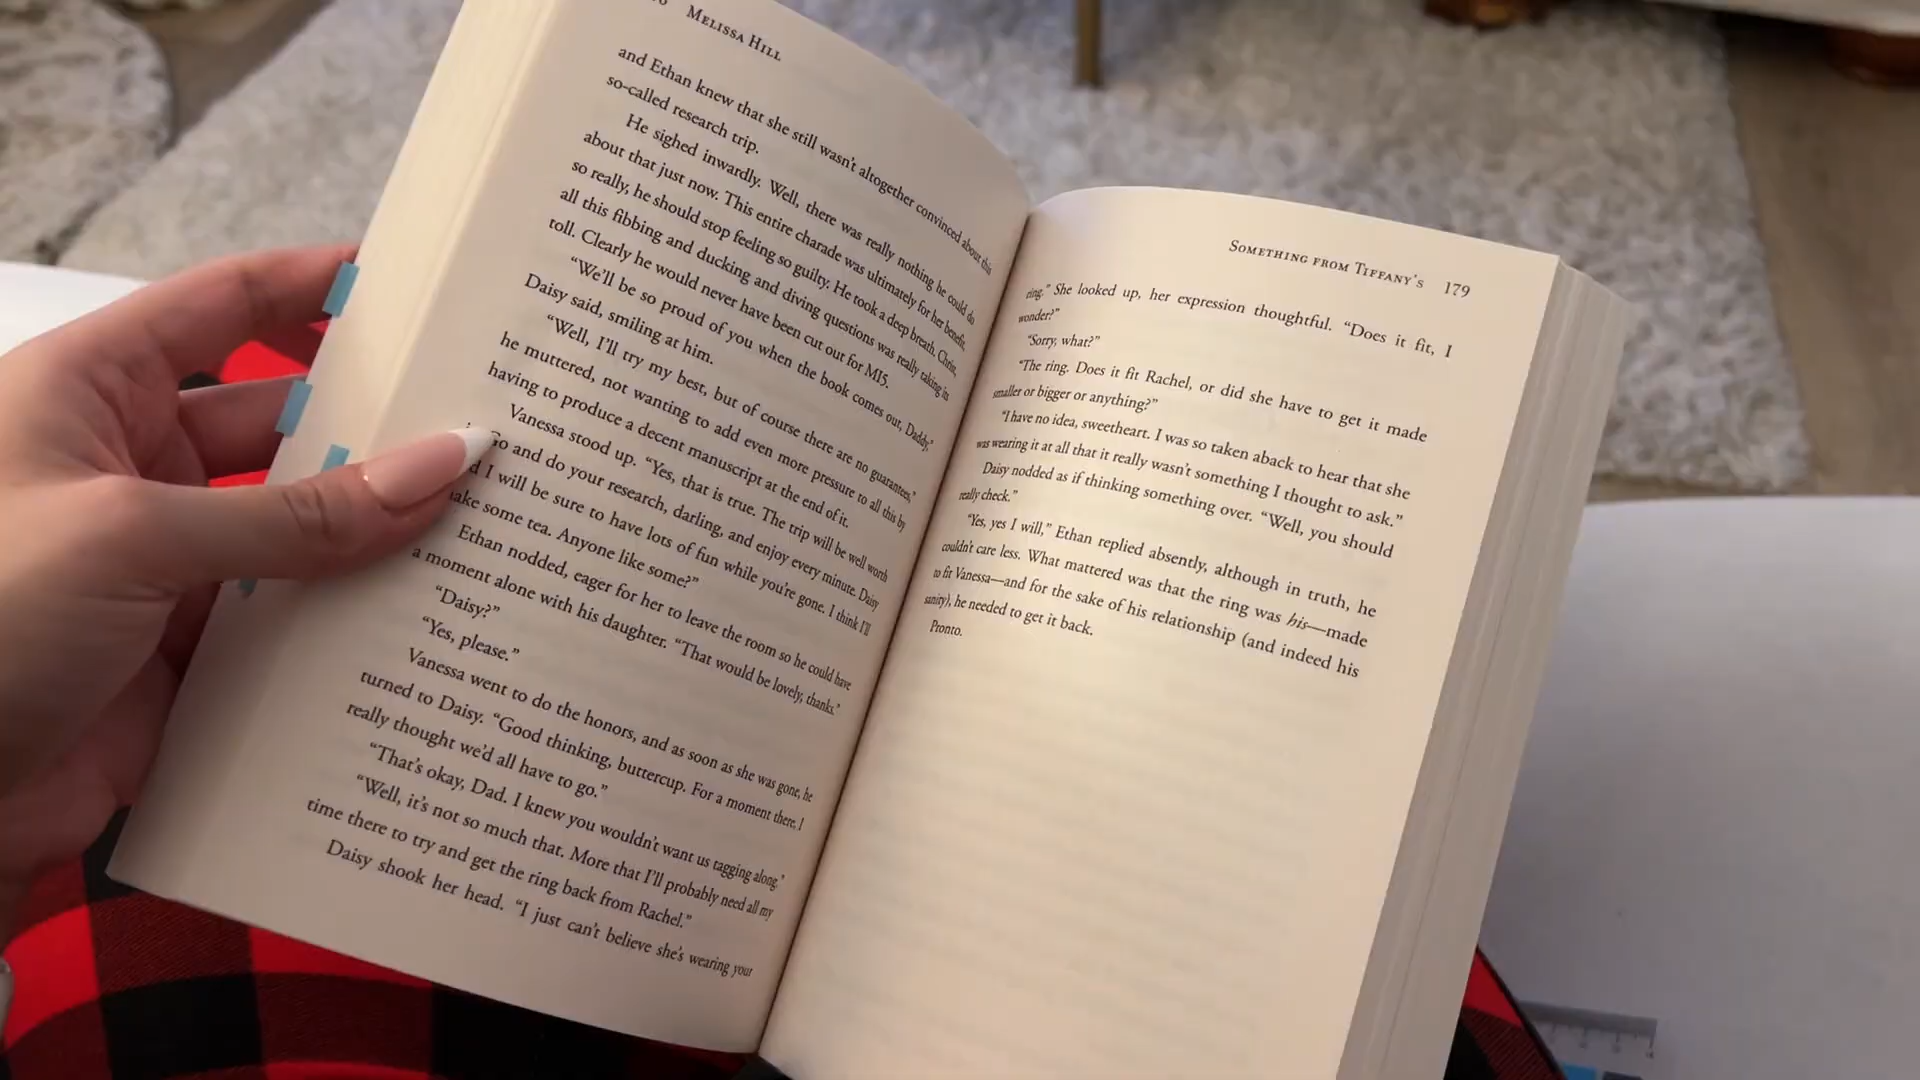 MELISSA HILL
and Ethan knew that she still wasn't altogether convinced about this
so-called research trip.
He sighed inwardly. Well, there was really nothing he could do
about that just now. This entire charade was ultimately for her benefit,
so really, he should stop feeling so guilty. He took a deep breath. Christ,
all this fibbing and ducking and diving questions was really taking its
toll. Clearly he would never have been cut out for MI5.
“We'll be so proud of you when the book comes out, Daddy,”
Daisy said, smiling at him.
“Well, I'll try my best, but of course there are no guarantees,”
he muttered, not wanting to add even more pressure to all this by
having to produce a decent manuscript at the end of it.
Vanessa stood up. “Yes, that is true. The trip will be well worth
Go and do your research, darling, and enjoy every minute. Daisy
I will be sure to have lots of fun while you're gone. I think I'll
some tea. Anyone like some?”
Ethan nodded, eager for her to leave the room so he could have
a moment alone with his daughter. “That would be lovely, thanks.”
“Daisy?”
“Yes, please.”
Vanessa went to do the honors, and as soon as she was gone, he
turned to Daisy. “Good thinking, buttercup. For a moment there, I
really thought we'd all have to go.”
“That's okay, Dad. I knew you wouldn't want us tagging along.”
“Well, it's not so much that. More that I'll probably need all my
time there to try and get the ring back from Rachel.”
Daisy shook her head. “I just can't believe she's wearing your
SOMETHING FROM TIFFANY'S 179
ring.” She looked up, her expression thoughtful. “Does it fit, I
wonder?”
“Sorry, what?”
“The ring. Does it fit Rachel, or did she have to get it made
smaller or bigger or anything?”
“I have no idea, sweetheart. I was so taken aback to hear that she
was wearing it at all that it really wasn't something I thought to ask.”
Daisy nodded as if thinking something over. “Well, you should
really check.”
“Yes, yes I will,” Ethan replied absently, although in truth, he
couldn't care less. What mattered was that the ring was his—made
to fit Vanessa—and for the sake of his relationship (and indeed his
sanity), he needed to get it back.
Pronto.